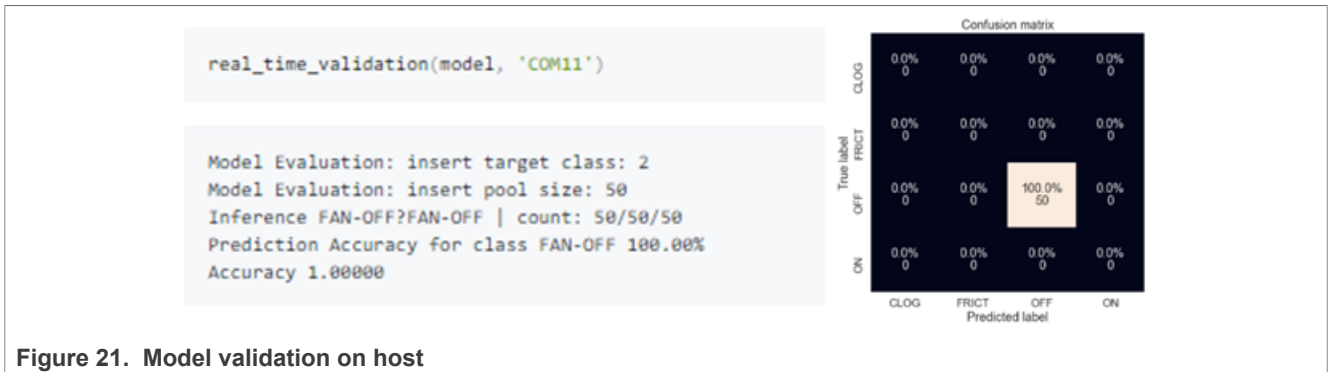 real_time_validation(model, 'COM11')
Model Evaluation: insert target class: 2
Model Evaluation: insert pool size: 50
Inference FAN-OFF?FAN-OFF | count: 50/50/50
Prediction Accuracy for class FAN-OFF 100.00%
Accuracy 1.00000
Confusion matrix
True label
CLOG
0.0% 0.0% 0.0% 0.0%
0 0 0 0
FRICT
0.0% 0.0% 0.0% 0.0%
0 0 0 0
OFF
0.0% 0.0% 100.0% 0.0%
0 0 50 0
ON
0.0% 0.0% 0.0% 0.0%
0 0 0 0
CLOG FRICT OFF ON
Predicted label
Figure 21. Model validation on host